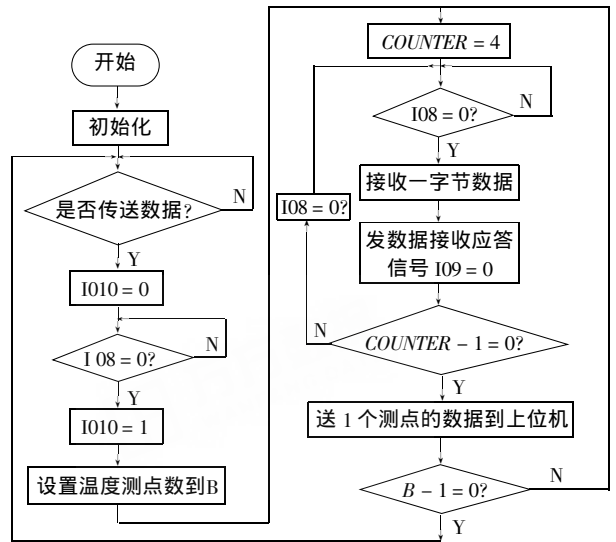 开始
初始化
是否传送数据?
N
Y
I010 = 0
I 08 = 0?
N
Y
I010 = 1
设置温度测点数到B
COUNTER = 4
I08 = 0?
N
Y
接收一字节数据
I08 = 0?
发数据接收应答
信号 I09 = 0
N
COUNTER − 1 = 0?
Y
送 1 个测点的数据到上位机
B − 1 = 0?
N
Y